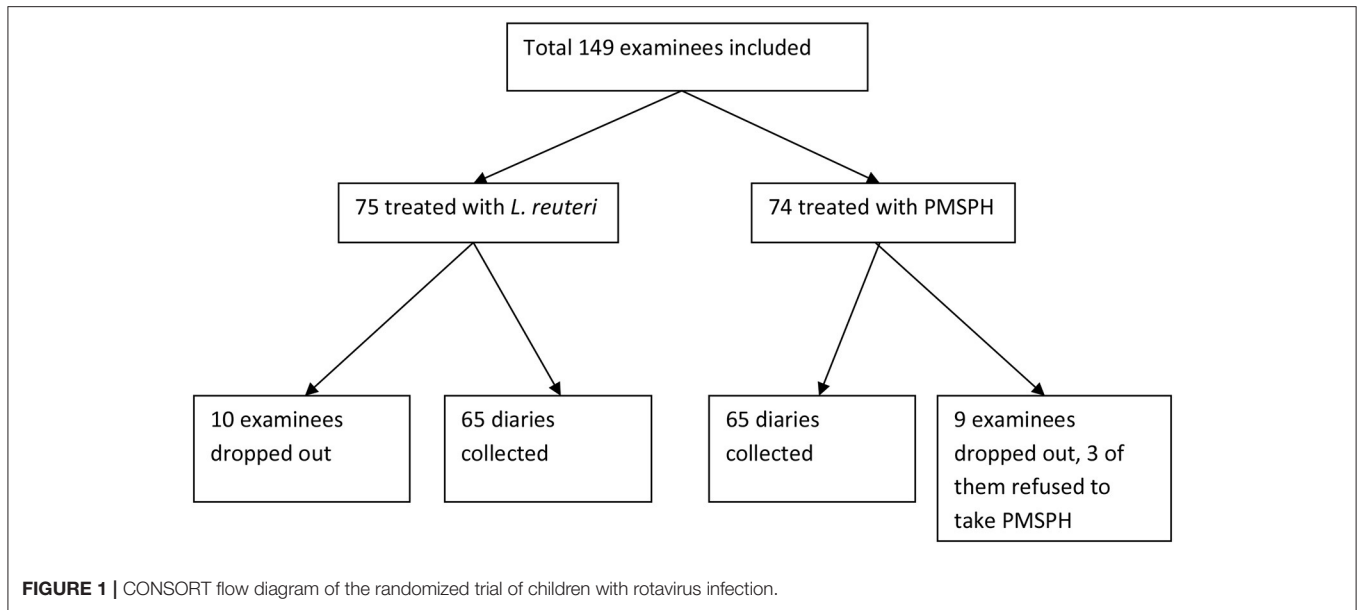 Total 149 examinees included
75 treated with L. reuteri
74 treated with PMSPH
10 examinees
dropped out
65 diaries
collected
65 diaries
collected
9 examinees
dropped out, 3 of
them refused to
take PMSPH
FIGURE 1 | CONSORT flow diagram of the randomized trial of children with rotavirus infection.